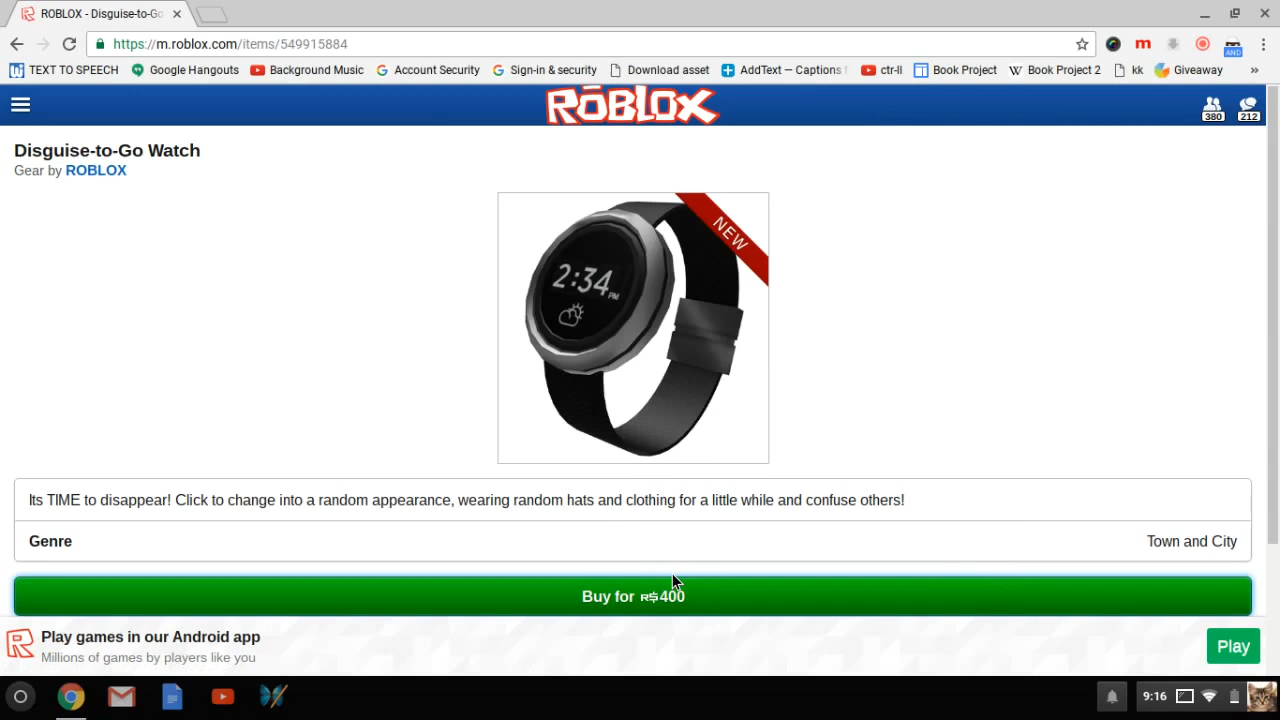 ROBLOX - Disguise-to-Go
https://m.roblox.com/items/549915884
m
AND
TEXT TO SPEECH
Google Hangouts
Background Music
Account Security
Sign-in & security
Download asset
AddText — Captions f
ctr-ll
Book Project
Book Project 2
kk
Giveaway
»
ROBLOX
380
212
Disguise-to-Go Watch
Gear by ROBLOX
NEW
2:34 PM
Its TIME to disappear! Click to change into a random appearance, wearing random hats and clothing for a little while and confuse others!
Genre
Town and City
Buy for R$400
Play games in our Android app
Millions of games by players like you
Play
9:16